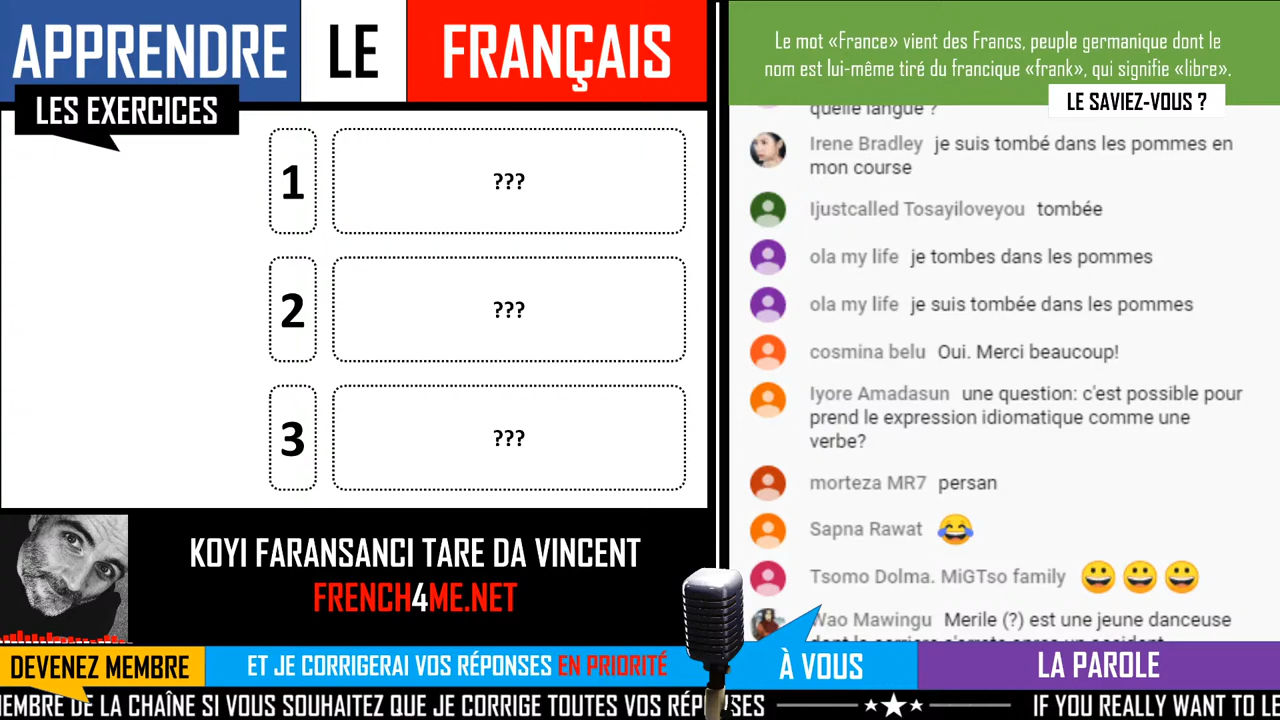 APPRENDRE LE FRANÇAIS
LES EXERCICES
1 ???
2 ???
3 ???
KOYI FARANSANCI TARE DA VINCENT
FRENCH4ME.NET
Le mot «France» vient des Francs, peuple germanique dont le
nom est lui-même tiré du francique «frank», qui signifie «libre».
LE SAVIEZ-VOUS ?
quelle langue ?
Irene Bradley je suis tombé dans les pommes en
mon course
Ijustcalled Tosayiloveyou tombée
ola my life je tombes dans les pommes
ola my life je suis tombée dans les pommes
cosmina belu Oui. Merci beaucoup!
Iyore Amadasun une question: c'est possible pour
prend le expression idiomatique comme une
verbe?
morteza MR7 persan
Sapna Rawat 😂
Tsomo Dolma. MiGTso family 😀 😀 😀
Wao Mawingu Merile (?) est une jeune danceuse
DEVENEZ MEMBRE
ET JE CORRIGERAI VOS RÉPONSES EN PRIORITÉ
À VOUS
LA PAROLE
DE LA CHAÎNE SI VOUS SOUHAITEZ QUE JE CORRIGE TOUTES VOS IF YOU REALLY WANT TO